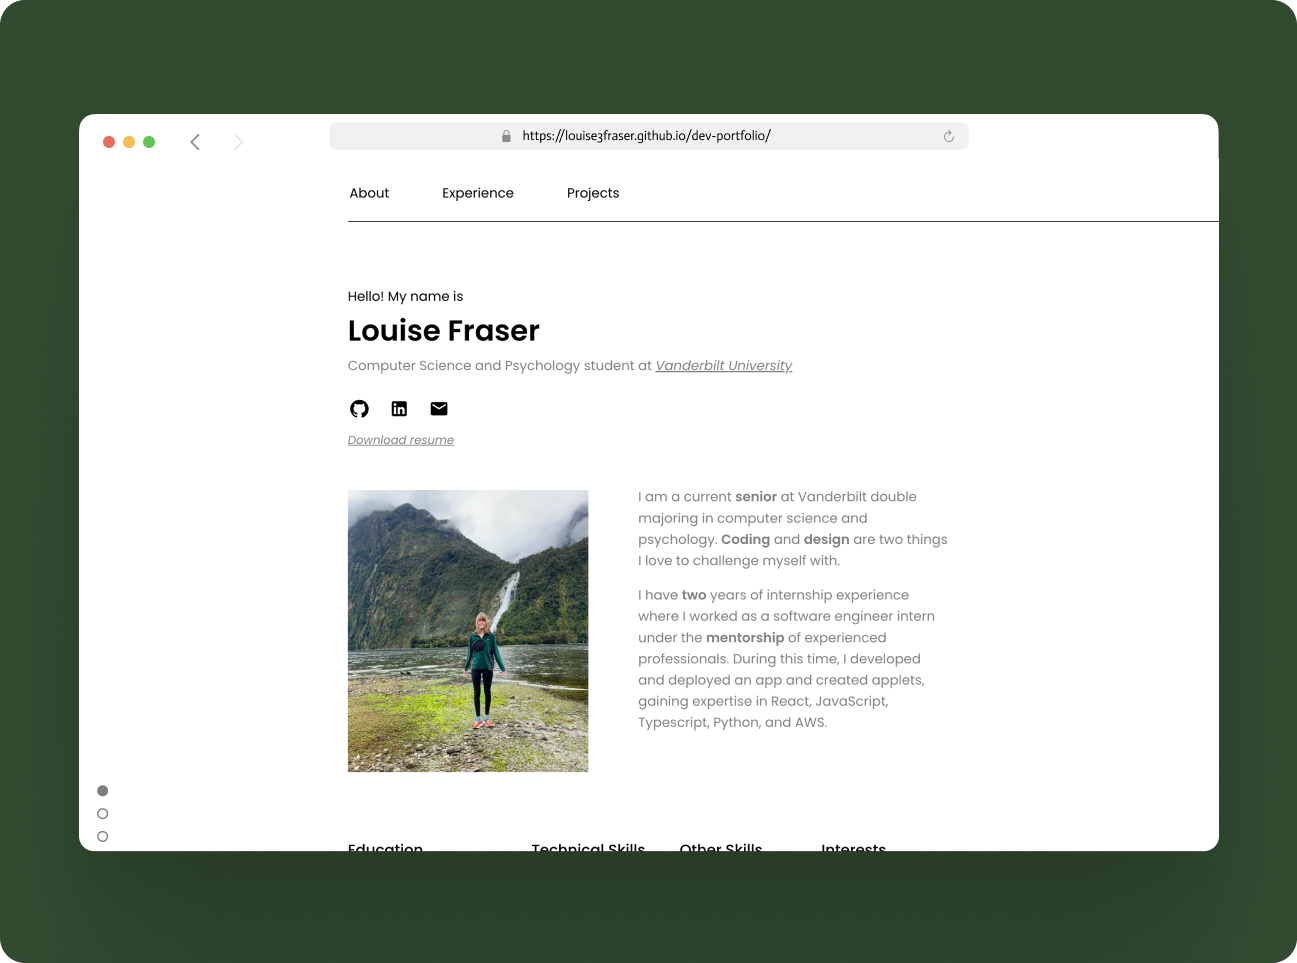 https://louise3fraser.github.io/dev-portfolio/
About Experience Projects
Hello! My name is
Louise Fraser
Computer Science and Psychology student at Vanderbilt University
in
Download resume
I am a current senior at Vanderbilt double
majoring in computer science and
psychology. Coding and design are two things
I love to challenge myself with.
I have two years of internship experience
where I worked as a software engineer intern
under the mentorship of experienced
professionals. During this time, I developed
and deployed an app and created applets,
gaining expertise in React, JavaScript,
Typescript, Python, and AWS.
Education Technical Skills Other Skills Interests